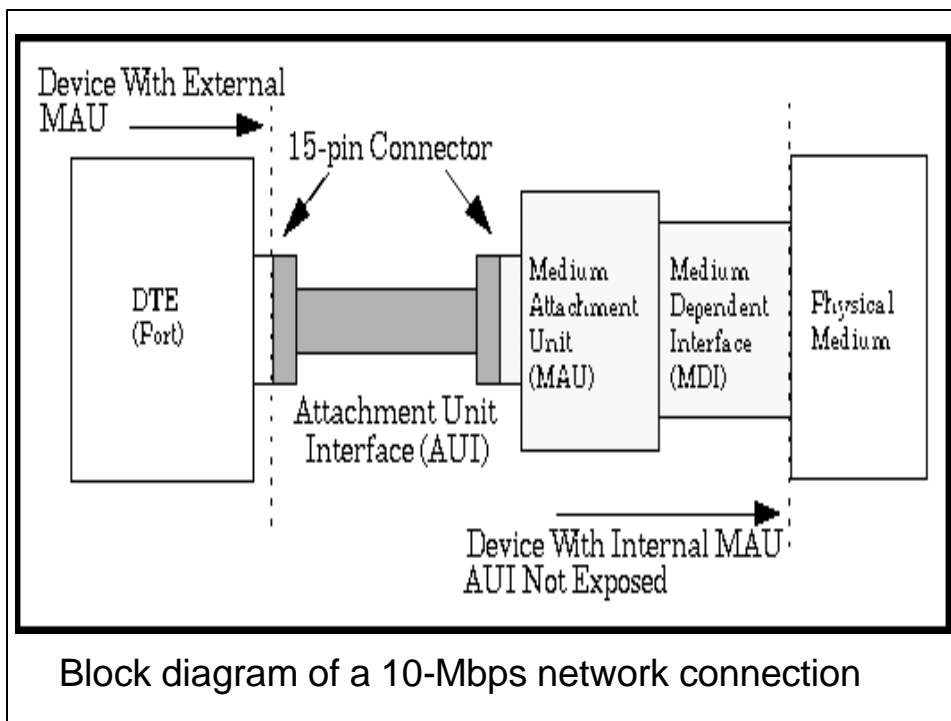 Device With External
MAU
15-pin Connector
DTE
(Port)
Medium
Attachment
Unit
(MAU)
Medium
Dependent
Interface
(MDI)
Physical
Medium
Attachment Unit
Interface (AUI)
Device With Internal MAU
AUI Not Exposed
Block diagram of a 10-Mbps network connection